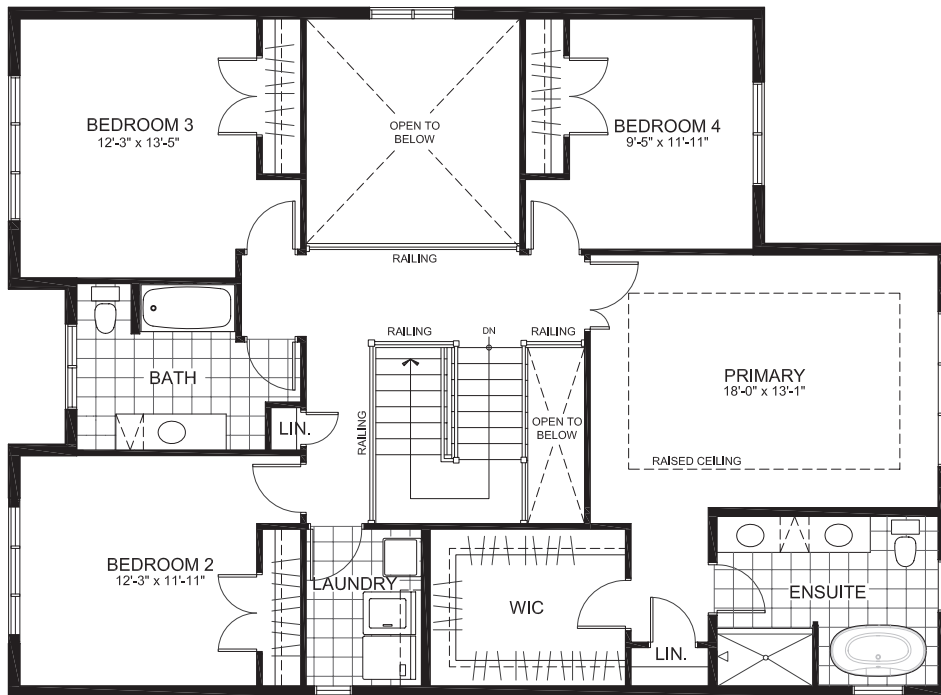 BEDROOM 3
12'-3" x 13'-5"
OPEN TO
BELOW
BEDROOM 4
9'-5" x 11'-11"
RAILING
RAILING
DN
RAILING
BATH
PRIMARY
18'-0" x 13'-1"
LIN.
RAILING
OPEN TO
BELOW
RAISED CEILING
BEDROOM 2
12'-3" x 11'-11"
LAUNDRY
WIC
ENSUITE
LIN.